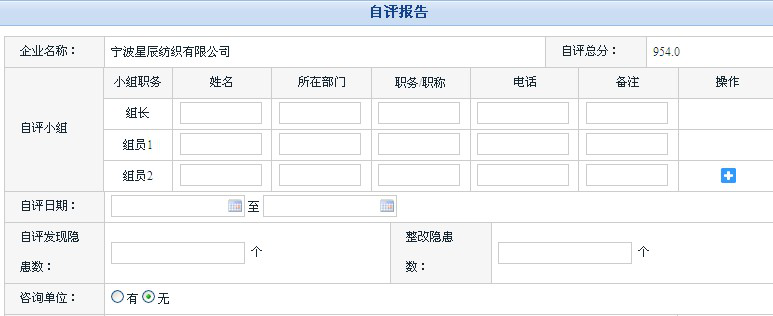 自评报告
企业名称： 宁波星辰纺织有限公司 自评总分： 954.0
自评小组 小组职务 姓名 所在部门 职务/职称 电话 备注 操作
组长
组员1
组员2
自评日期： 至
自评发现隐
患数： 个
整改隐患
数： 个
咨询单位： 有 无